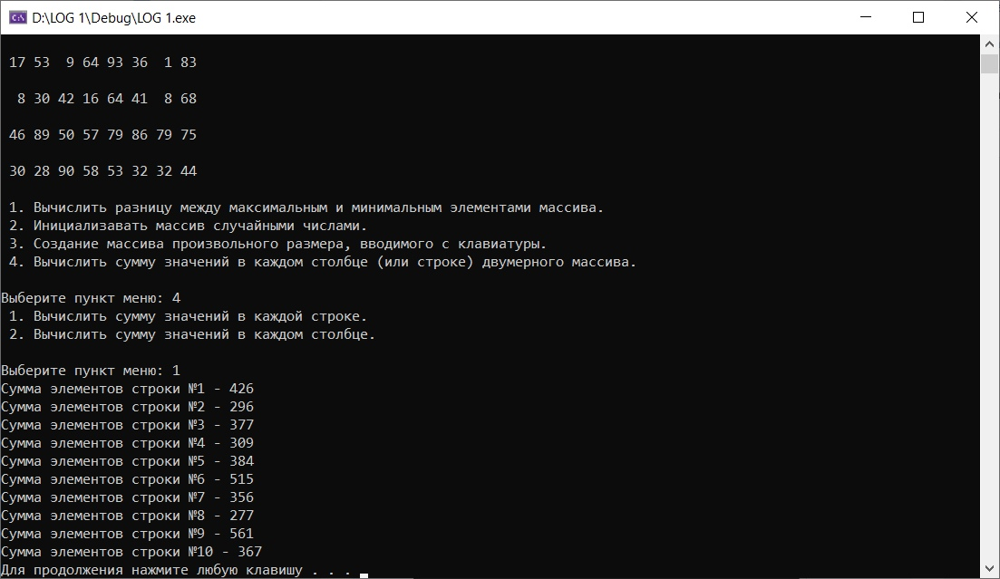 D:\LOG 1\Debug\LOG 1.exe
17 53 9 64 93 36 1 83
8 30 42 16 64 41 8 68
46 89 50 57 79 86 79 75
30 28 90 58 53 32 32 44
1. Вычислить разницу между максимальным и минимальным элементами массива.
2. Инициализавать массив случайными числами.
3. Создание массива произвольного размера, вводимого с клавиатуры.
4. Вычислить сумму значений в каждом столбце (или строке) двумерного массива.
Выберите пункт меню: 4
1. Вычислить сумму значений в каждой строке.
2. Вычислить сумму значений в каждом столбце.
Выберите пункт меню: 1
Сумма элементов строки №1 - 426
Сумма элементов строки №2 - 296
Сумма элементов строки №3 - 377
Сумма элементов строки №4 - 309
Сумма элементов строки №5 - 384
Сумма элементов строки №6 - 515
Сумма элементов строки №7 - 356
Сумма элементов строки №8 - 277
Сумма элементов строки №9 - 561
Сумма элементов строки №10 - 367
Для продолжения нажмите любую клавишу . . .